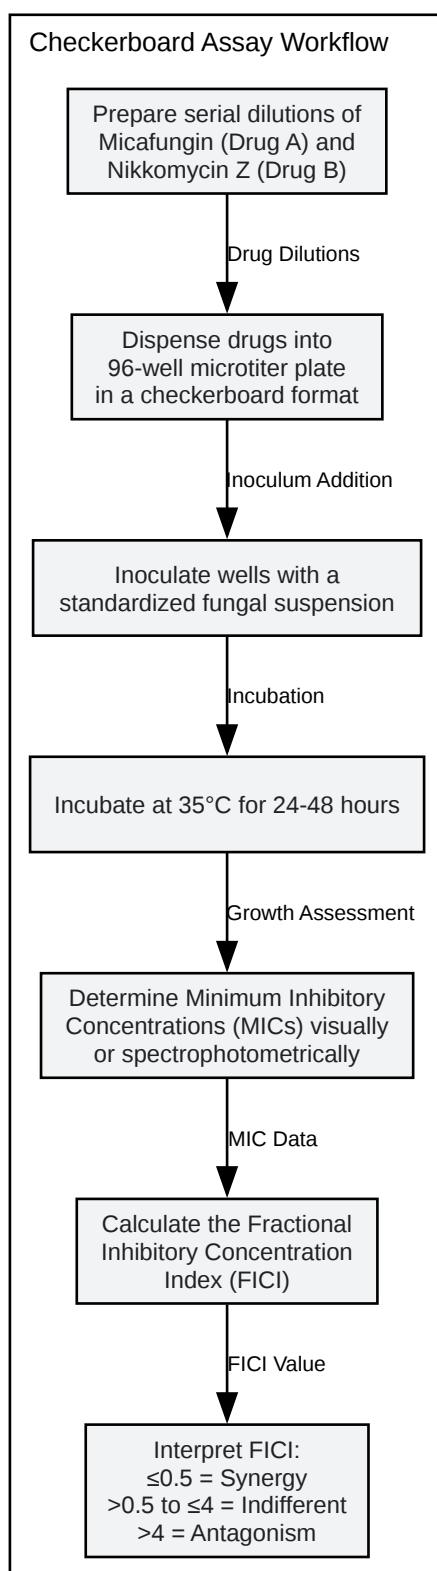 Checkerboard Assay Workflow
Prepare serial dilutions of
Micafungin (Drug A) and
Nikkomycin Z (Drug B)
Drug Dilutions
Dispense drugs into
96-well microtiter plate
in a checkerboard format
Inoculum Addition
Inoculate wells with a
standardized fungal suspension
Incubation
Incubate at 35°C for 24-48 hours
Growth Assessment
Determine Minimum Inhibitory
Concentrations (MICs) visually
or spectrophotometrically
MIC Data
Calculate the Fractional
Inhibitory Concentration
Index (FICI)
FICI Value
Interpret FICI:
≤0.5 = Synergy
>0.5 to ≤4 = Indifferent
>4 = Antagonism